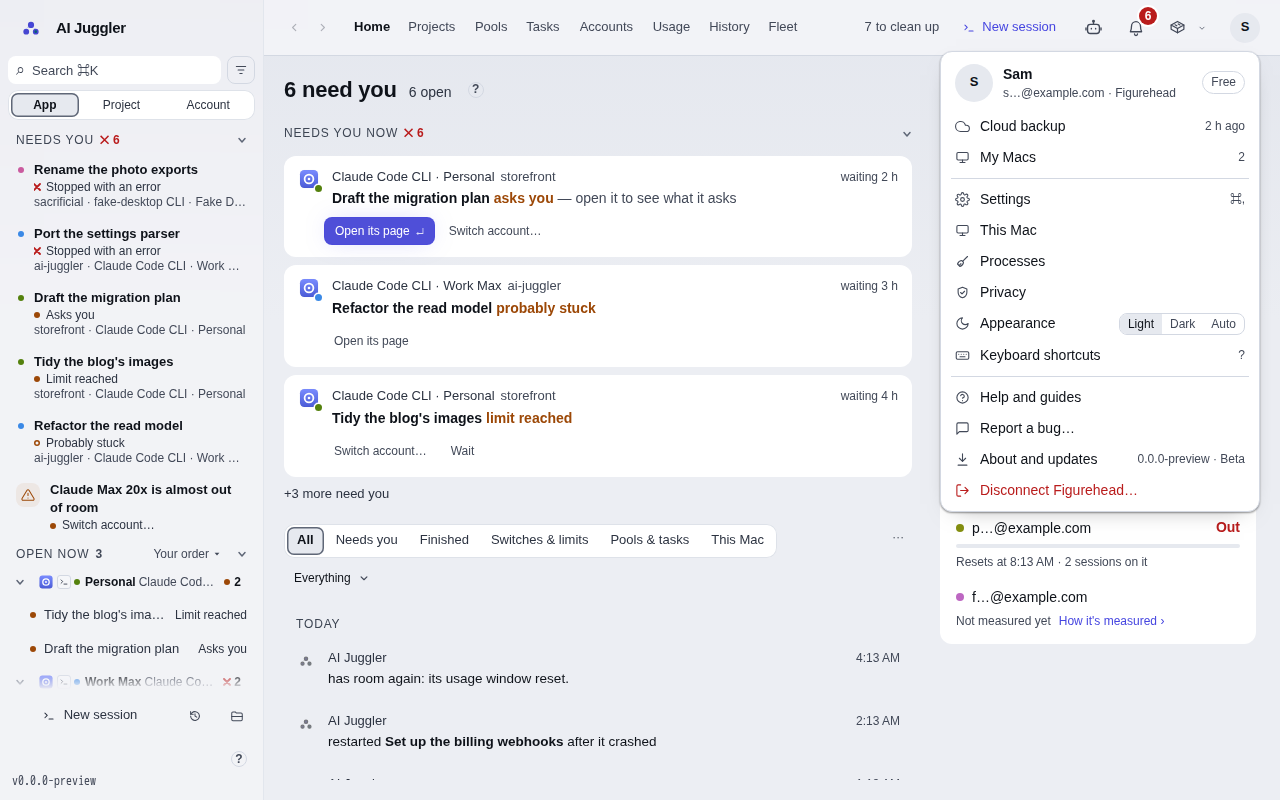 AI Juggler
Search ⌘K
App Project Account
NEEDS YOU 6
Rename the photo exports
Stopped with an error
sacrificial · fake-desktop CLI · Fake D…
Port the settings parser
Stopped with an error
ai-juggler · Claude Code CLI · Work …
Draft the migration plan
Asks you
storefront · Claude Code CLI · Personal
Tidy the blog's images
Limit reached
storefront · Claude Code CLI · Personal
Refactor the read model
Probably stuck
ai-juggler · Claude Code CLI · Work …
Claude Max 20x is almost out
of room
Switch account…
OPEN NOW 3 Your order
Personal Claude Cod… 2
Tidy the blog's ima… Limit reached
Draft the migration plan Asks you
Work Max Claude Co… 2
New session
?
v0.0.0-preview
Home Projects Pools Tasks Accounts Usage History Fleet 7 to clean up New session 6 S
6 need you 6 open ?
NEEDS YOU NOW 6
Claude Code CLI · Personal storefront waiting 2 h
Draft the migration plan asks you — open it to see what it asks
Open its page Switch account…
Claude Code CLI · Work Max ai-juggler waiting 3 h
Refactor the read model probably stuck
Open its page
Claude Code CLI · Personal storefront waiting 4 h
Tidy the blog's images limit reached
Switch account… Wait
+3 more need you
All Needs you Finished Switches & limits Pools & tasks This Mac …
Everything
TODAY
AI Juggler 4:13 AM
has room again: its usage window reset.
AI Juggler 2:13 AM
restarted Set up the billing webhooks after it crashed
S Sam Free
s…@example.com · Figurehead
Cloud backup 2 h ago
My Macs 2
Settings ⌘,
This Mac
Processes
Privacy
Appearance Light Dark Auto
Keyboard shortcuts ?
Help and guides
Report a bug…
About and updates 0.0.0-preview · Beta
Disconnect Figurehead…
p…@example.com Out
Resets at 8:13 AM · 2 sessions on it
f…@example.com
Not measured yet How it's measured ›